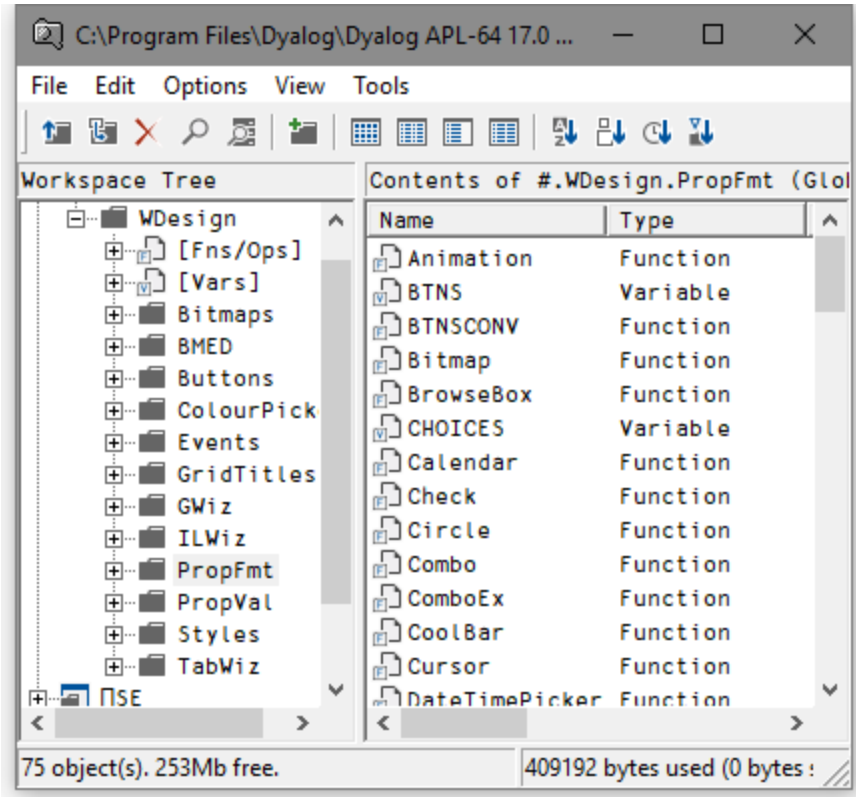 C:\Program Files\Dyalog\Dyalog APL-64 17.0 ...
File Edit Options View Tools
Workspace Tree
WDesign
[Fns/Ops]
[Vars]
Bitmaps
BMED
Buttons
ColourPick
Events
GridTitles
GWiz
ILWiz
PropFmt
PropVal
Styles
TabWiz
⎕SE
Contents of #.WDesign.PropFmt (Glo
Name Type
Animation Function
BTNS Variable
BTNSCONV Function
Bitmap Function
BrowseBox Function
CHOICES Variable
Calendar Function
Check Function
Circle Function
Combo Function
ComboEx Function
CoolBar Function
Cursor Function
DateTimePicker Function
75 object(s). 253Mb free.
409192 bytes used (0 bytes